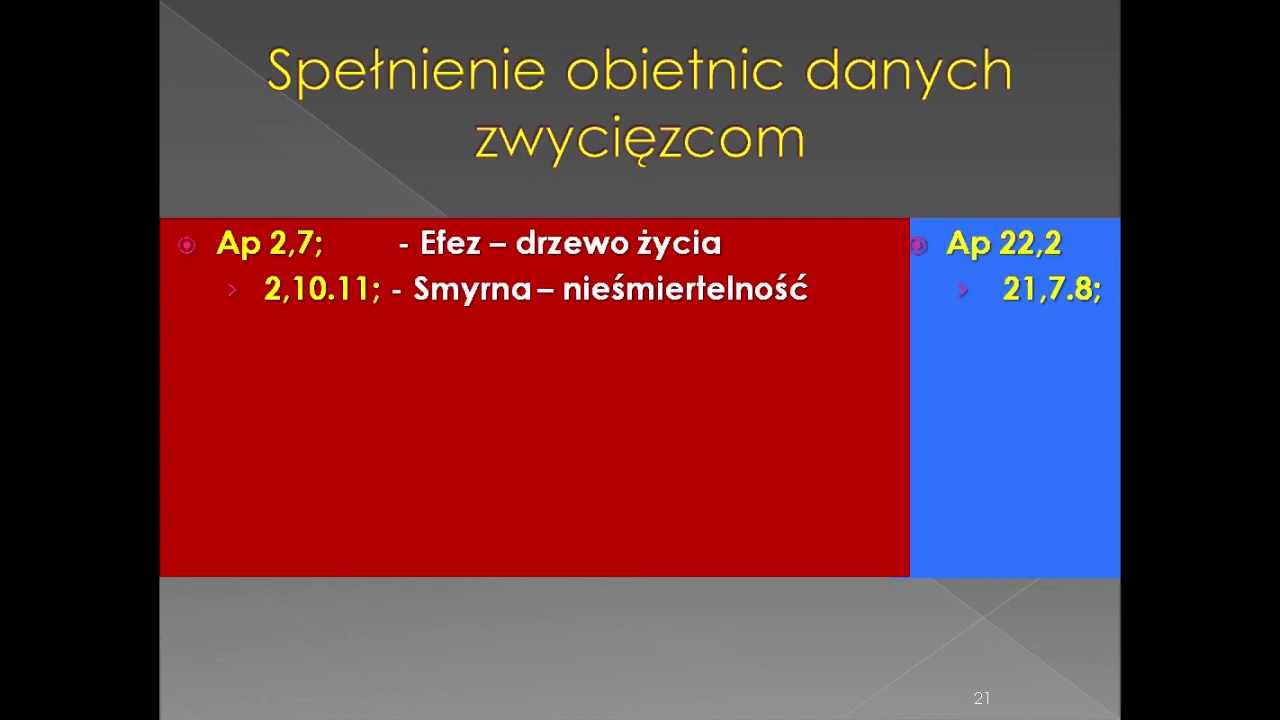 Spełnienie obietnic danych
zwycięzcom
Ap 2,7; - Efez – drzewo życia
2,10.11; - Smyrna – nieśmiertelność
Ap 22,2
21,7.8;
21